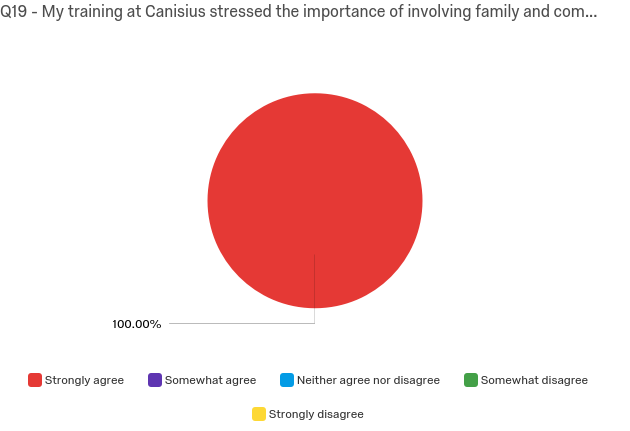 Q19 - My training at Canisius stressed the importance of involving family and com...
100.00%
Strongly agree
Somewhat agree
Neither agree nor disagree
Somewhat disagree
Strongly disagree